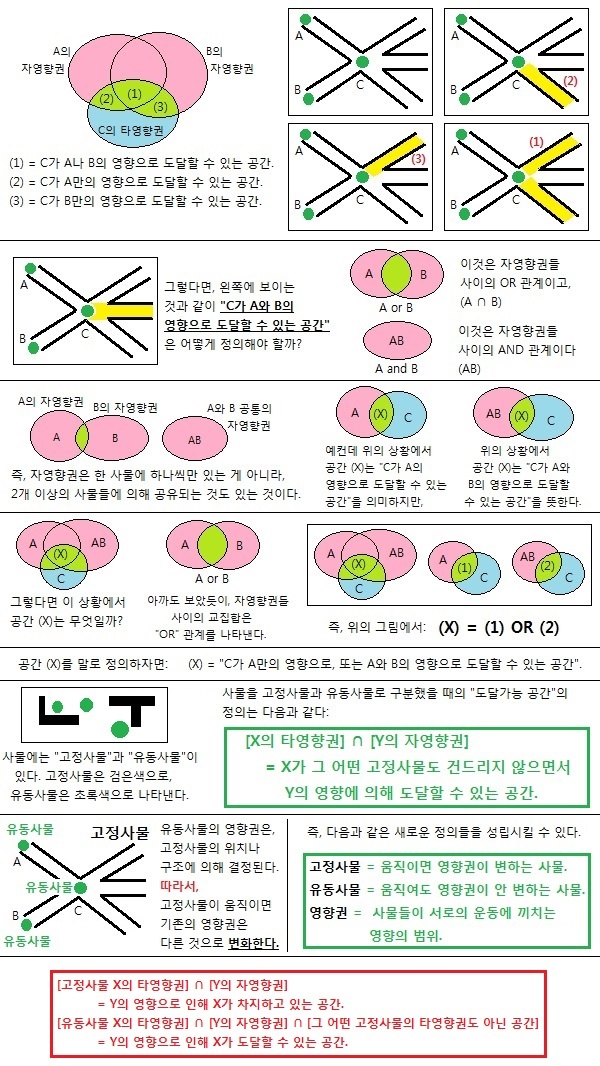 A의
자영향권
B의
자영향권
(1)
(2)
(3)
C의 타영향권
(1) = C가 A나 B의 영향으로 도달할 수 있는 공간.
(2) = C가 A만의 영향으로 도달할 수 있는 공간.
(3) = C가 B만의 영향으로 도달할 수 있는 공간.
A
B
C
A
B
C
(2)
A
B
C
(3)
A
B
C
(1)
A
B
C
그렇다면, 왼쪽에 보이는
것과 같이 "C가 A와 B의
영향으로 도달할 수 있는 공간"
은 어떻게 정의해야 할까?
A
B
A or B
이것은 자영향권들
사이의 OR 관계이고,
(A ∩ B)
AB
A and B
이것은 자영향권들
사이의 AND 관계이다
(AB)
A의 자영향권
B의 자영향권
A와 B 공통의
자영향권
A
B
AB
즉, 자영향권은 한 사물에 하나씩만 있는 게 아니라,
2개 이상의 사물들에 의해 공유되는 것도 있는 것이다.
A
(X)
C
예컨데 위의 상황에서
공간 (X)는 "C가 A의
영향으로 도달할 수 있는
공간"을 의미하지만,
AB
(X)
C
위의 상황에서
공간 (X)는 "C가 A와
B의 영향으로 도달할
수 있는 공간"을 뜻한다.
A
AB
(X)
C
그렇다면 이 상황에서
공간 (X)는 무엇일까?
A
B
A or B
아까도 보았듯이, 자영향권들
사이의 교집합은
"OR" 관계를 나타낸다.
A
AB
(X)
C
A
(1)
C
AB
(2)
C
즉, 위의 그림에서: (X) = (1) OR (2)
공간 (X)를 말로 정의하자면: (X) = "C가 A만의 영향으로, 또는 A와 B의 영향으로 도달할 수 있는 공간".
사물에는 "고정사물"과 "유동사물"이
있다. 고정사물은 검은색으로,
유동사물은 초록색으로 나타낸다.
사물을 고정사물과 유동사물로 구분했을 때의 "도달가능 공간"의
정의는 다음과 같다:
[X의 타영향권] ∩ [Y의 자영향권]
= X가 그 어떤 고정사물도 건드리지 않으면서
Y의 영향에 의해 도달할 수 있는 공간.
유동사물
고정사물
A
유동사물
B
C
유동사물
유동사물의 영향권은,
고정사물의 위치나
구조에 의해 결정된다.
따라서,
고정사물이 움직이면
기존의 영향권은
다른 것으로 변화한다.
즉, 다음과 같은 새로운 정의들을 성립시킬 수 있다.
고정사물 = 움직이면 영향권이 변하는 사물.
유동사물 = 움직여도 영향권이 안 변하는 사물.
영향권 = 사물들이 서로의 운동에 끼치는
영향의 범위.
[고정사물 X의 타영향권] ∩ [Y의 자영향권]
= Y의 영향으로 인해 X가 차지하고 있는 공간.
[유동사물 X의 타영향권] ∩ [Y의 자영향권] ∩ [그 어떤 고정사물의 타영향권도 아닌 공간]
= Y의 영향으로 인해 X가 도달할 수 있는 공간.